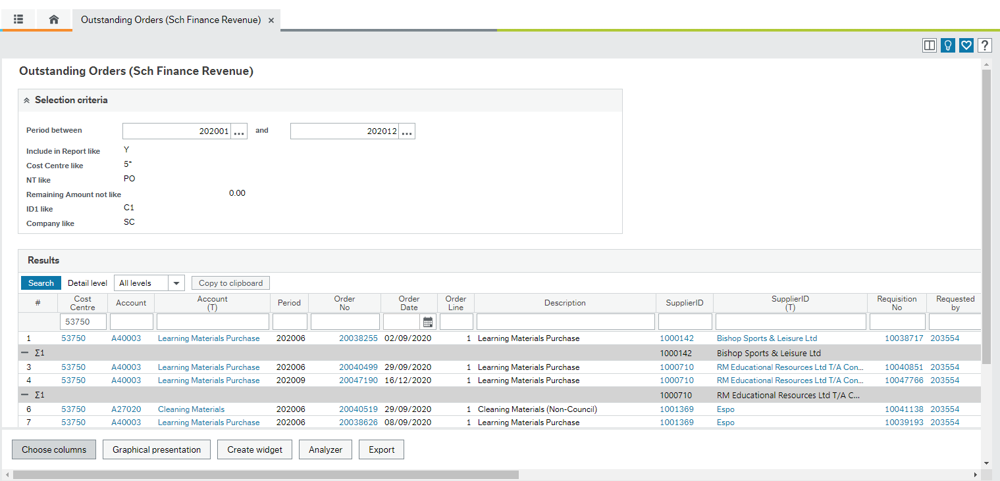 Outstanding Orders (Sch Finance Revenue) ×
?
Outstanding Orders (Sch Finance Revenue)
Selection criteria
Period between 202001 ... and 202012 ...
Include in Report like Y
Cost Centre like 5*
NT like PO
Remaining Amount not like 0.00
ID1 like C1
Company like SC
Results
Search Detail level All levels Copy to clipboard
# Cost Centre Account Account (T) Period Order No Order Date Order Line Description SupplierID SupplierID (T) Requisition No Requested by
53750
1 53750 A40003 Learning Materials Purchase 202006 20038255 02/09/2020 1 Learning Materials Purchase 1000142 Bishop Sports & Leisure Ltd 10038717 203554
— Σ1 1000142 Bishop Sports & Leisure Ltd
3 53750 A40003 Learning Materials Purchase 202006 20040499 29/09/2020 1 Learning Materials Purchase 1000710 RM Educational Resources Ltd T/A Con... 10040851 203554
4 53750 A40003 Learning Materials Purchase 202009 20047190 16/12/2020 1 Learning Materials Purchase 1000710 RM Educational Resources Ltd T/A Con... 10047766 203554
— Σ1 1000710 RM Educational Resources Ltd T/A C...
6 53750 A27020 Cleaning Materials 202006 20040519 29/09/2020 1 Cleaning Materials (Non-Council) 1001369 Espo 10041138 203554
7 53750 A40003 Learning Materials Purchase 202006 20038626 08/09/2020 1 Learning Materials Purchase 1001369 Espo 10039193 203554
Choose columns Graphical presentation Create widget Analyzer Export